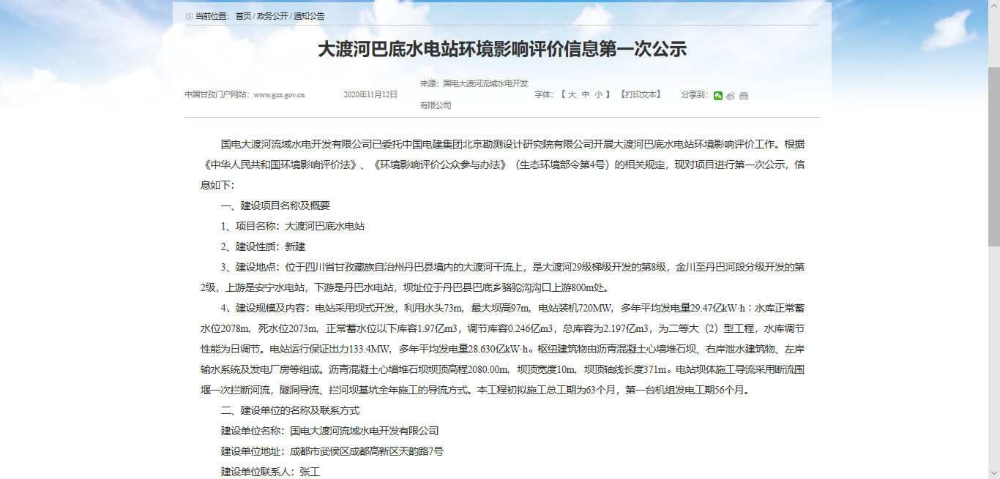 当前位置： 首页 / 政务公开 / 通知公告
大渡河巴底水电站环境影响评价信息第一次公示
中国甘孜门户网站：www.gzz.gov.cn
2020年11月12日
来源：国电大渡河流域水电开发
有限公司
字体：【 大 中 小 】 【打印文本】
分享到：
国电大渡河流域水电开发有限公司已委托中国电建集团北京勘测设计研究院有限公司开展大渡河巴底水电站环境影响评价工作。根据
《中华人民共和国环境影响评价法》、《环境影响评价公众参与办法》（生态环境部令第4号）的相关规定，现对项目进行第一次公示，信
息如下：
一、建设项目名称及概要
1、项目名称：大渡河巴底水电站
2、建设性质：新建
3、建设地点：位于四川省甘孜藏族自治州丹巴县境内的大渡河干流上，是大渡河29级梯级开发的第8级，金川至丹巴河段分级开发的第
2级，上游是安宁水电站，下游是丹巴水电站，坝址位于丹巴县巴底乡骆驼沟沟口上游800m处。
4、建设规模及内容：电站采用坝式开发，利用水头73m，最大坝高97m，电站装机720MW，多年平均发电量29.47亿kW·h；水库正常蓄
水位2078m，死水位2073m，正常蓄水位以下库容1.97亿m3，调节库容0.246亿m3，总库容为2.197亿m3，为二等大（2）型工程，水库调节
性能为日调节。电站运行保证出力133.4MW，多年平均发电量28.630亿kW·h。枢纽建筑物由沥青混凝土心墙堆石坝、右岸泄水建筑物、左岸
输水系统及发电厂房等组成。沥青混凝土心墙堆石坝坝顶高程2080.00m，坝顶宽度10m，坝顶轴线长度371m。电站坝体施工导流采用断流围
堰一次拦断河流，隧洞导流、拦河坝基坑全年施工的导流方式。本工程初拟施工总工期为63个月，第一台机组发电工期56个月。
二、建设单位的名称及联系方式
建设单位名称：国电大渡河流域水电开发有限公司
建设单位地址：成都市武侯区成都高新区天韵路7号
建设单位联系人：张工